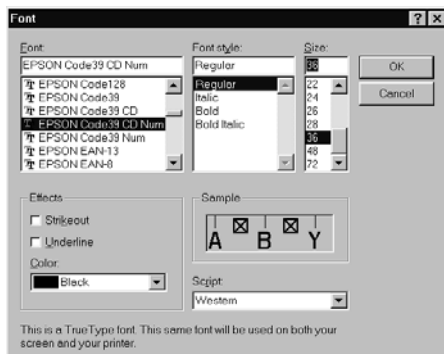 Font
Font:
EPSON Code39 CD Num
EPSON Code128
EPSON Code39
EPSON Code39 CD
EPSON Code39 CD Num
EPSON Code39 Num
EPSON EAN-13
EPSON EAN-8
Font style:
Regular
Regular
Italic
Bold
Bold Italic
Size:
36
22
24
26
28
36
48
72
OK
Cancel
Effects
Strikeout
Underline
Color:
Black
Sample
A B Y
Script:
Western
This is a TrueType font. This same font will be used on both your
screen and your printer.